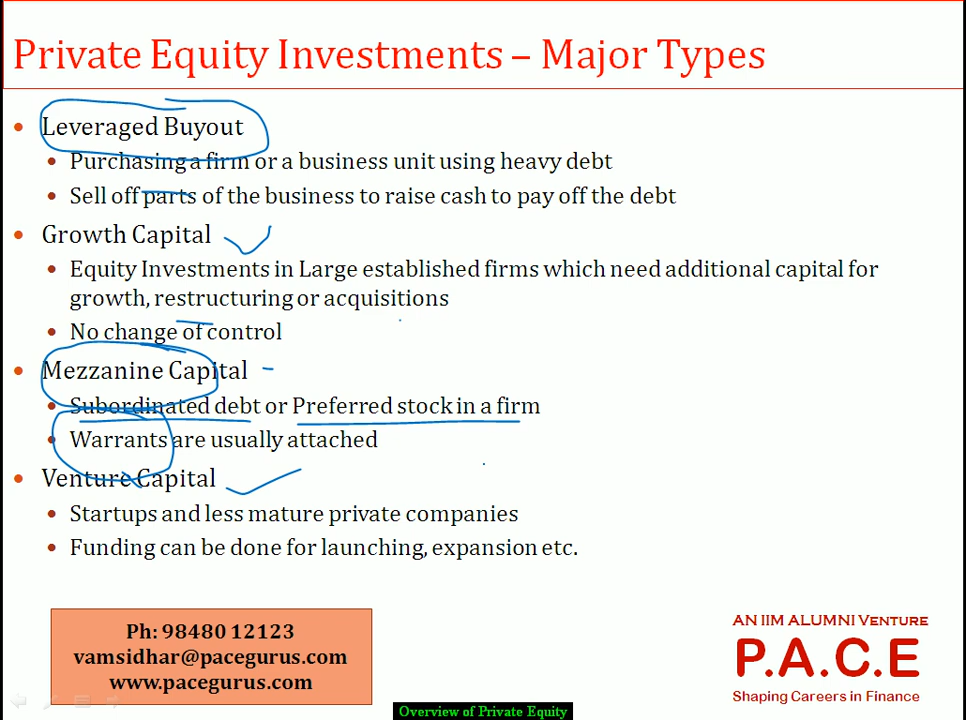 Private Equity Investments – Major Types
• Leveraged Buyout
• Purchasing a firm or a business unit using heavy debt
• Sell off parts of the business to raise cash to pay off the debt
• Growth Capital
• Equity Investments in Large established firms which need additional capital for
growth, restructuring or acquisitions
• No change of control
• Mezzanine Capital
• Subordinated debt or Preferred stock in a firm
• Warrants are usually attached
• Venture Capital
• Startups and less mature private companies
• Funding can be done for launching, expansion etc.
Ph: 98480 12123
vamsidhar@pacegurus.com
www.pacegurus.com
AN IIM ALUMNI VENTURE
P.A.C.E
Shaping Careers in Finance
Overview of Private Equity